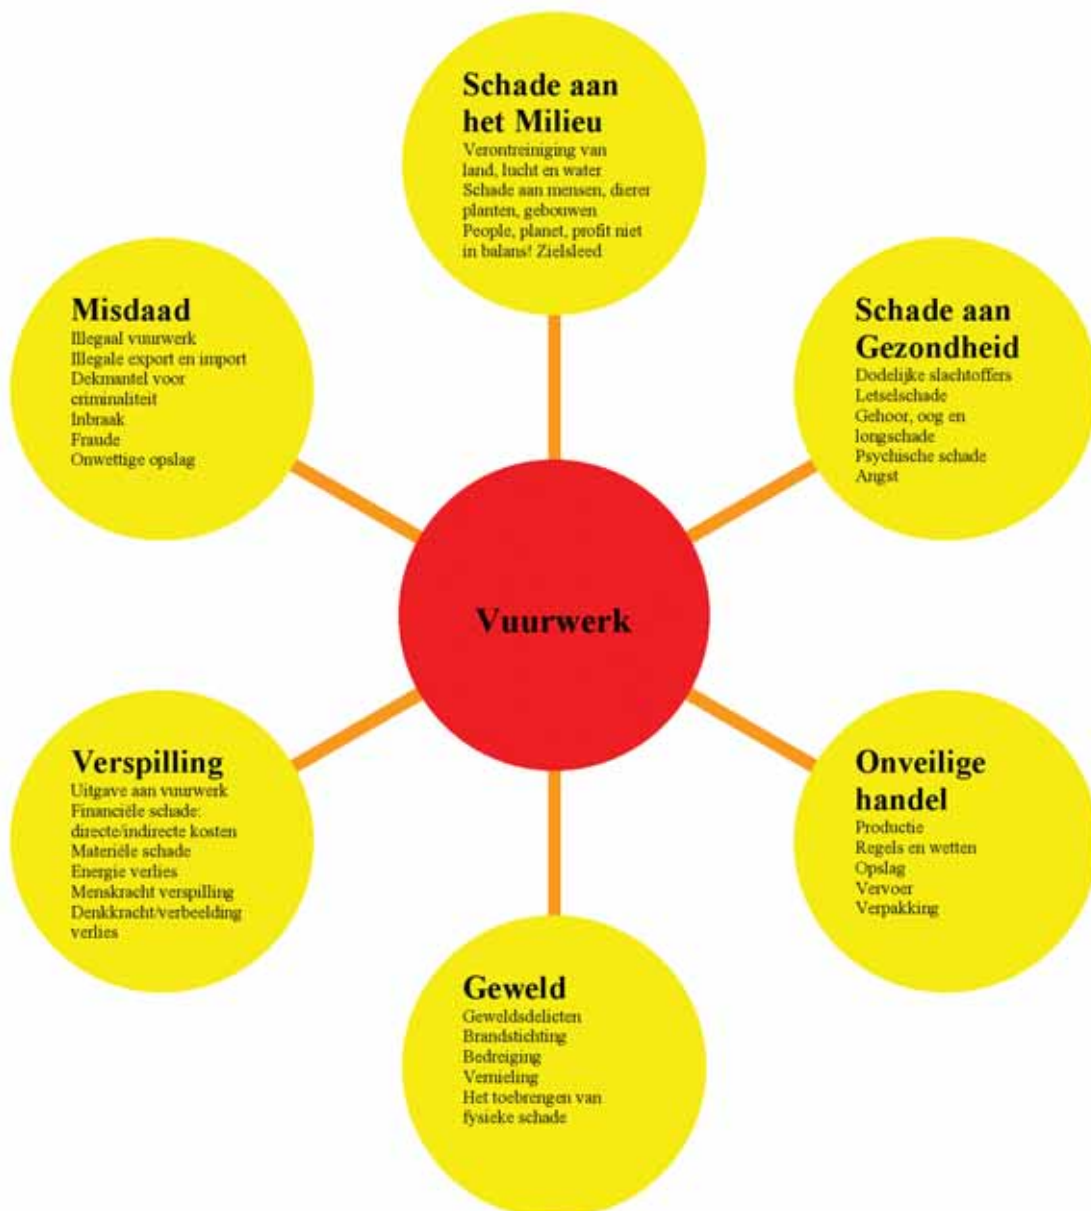 Schade aan
het Milieu
Verontreiniging van
land, lucht en water
Schade aan mensen, dierer
planten, gebouwen
People, planet, profit niet
in balans! Zielsleed
Misdaad
Illegaal vuurwerk
Illegale export en import
Dekmantel voor
criminaliteit
Inbraak
Fraude
Onwettige opslag
Schade aan
Gezondheid
Dodelijke slachtoffers
Letselschade
Gehoor, oog en
longschade
Psychische schade
Angst
Vuurwerk
Verspilling
Uitgave aan vuurwerk
Financiële schade:
directe/indirecte kosten
Materiële schade
Energie verlies
Menskracht verspilling
Denkkracht/verbeelding
verlies
Onveilige
handel
Productie
Regels en wetten
Opslag
Vervoer
Verpakking
Geweld
Geweldsdelicten
Brandstichting
Bedreiging
Vernieling
Het toebrengen van
fysieke schade